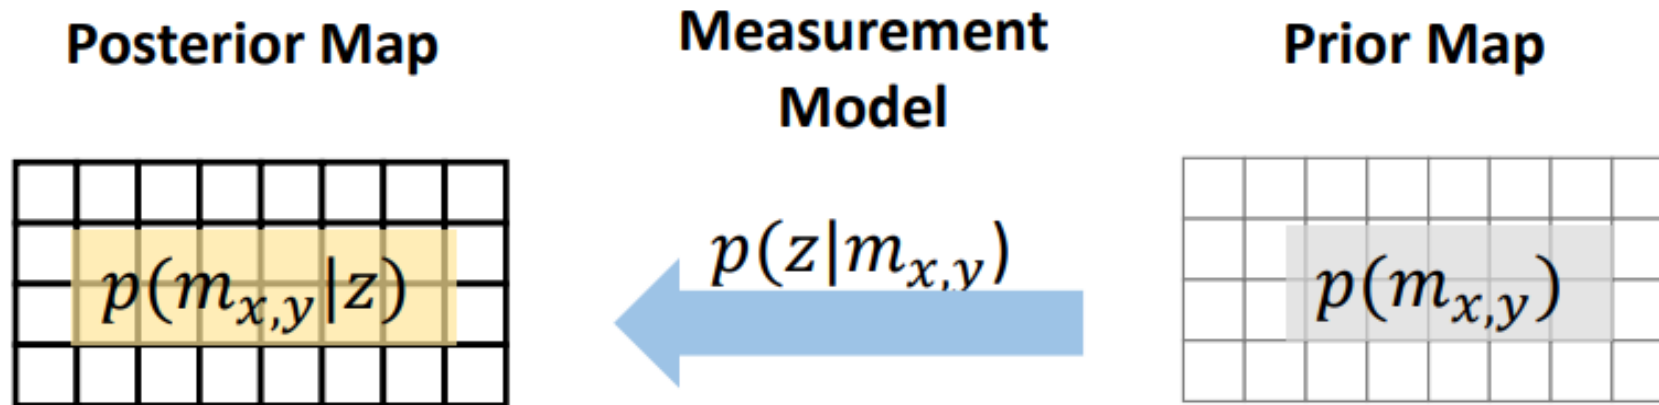 Posterior Map
Measurement
Model
Prior Map
p(m_{x,y}|z)
p(z|m_{x,y})
p(m_{x,y})